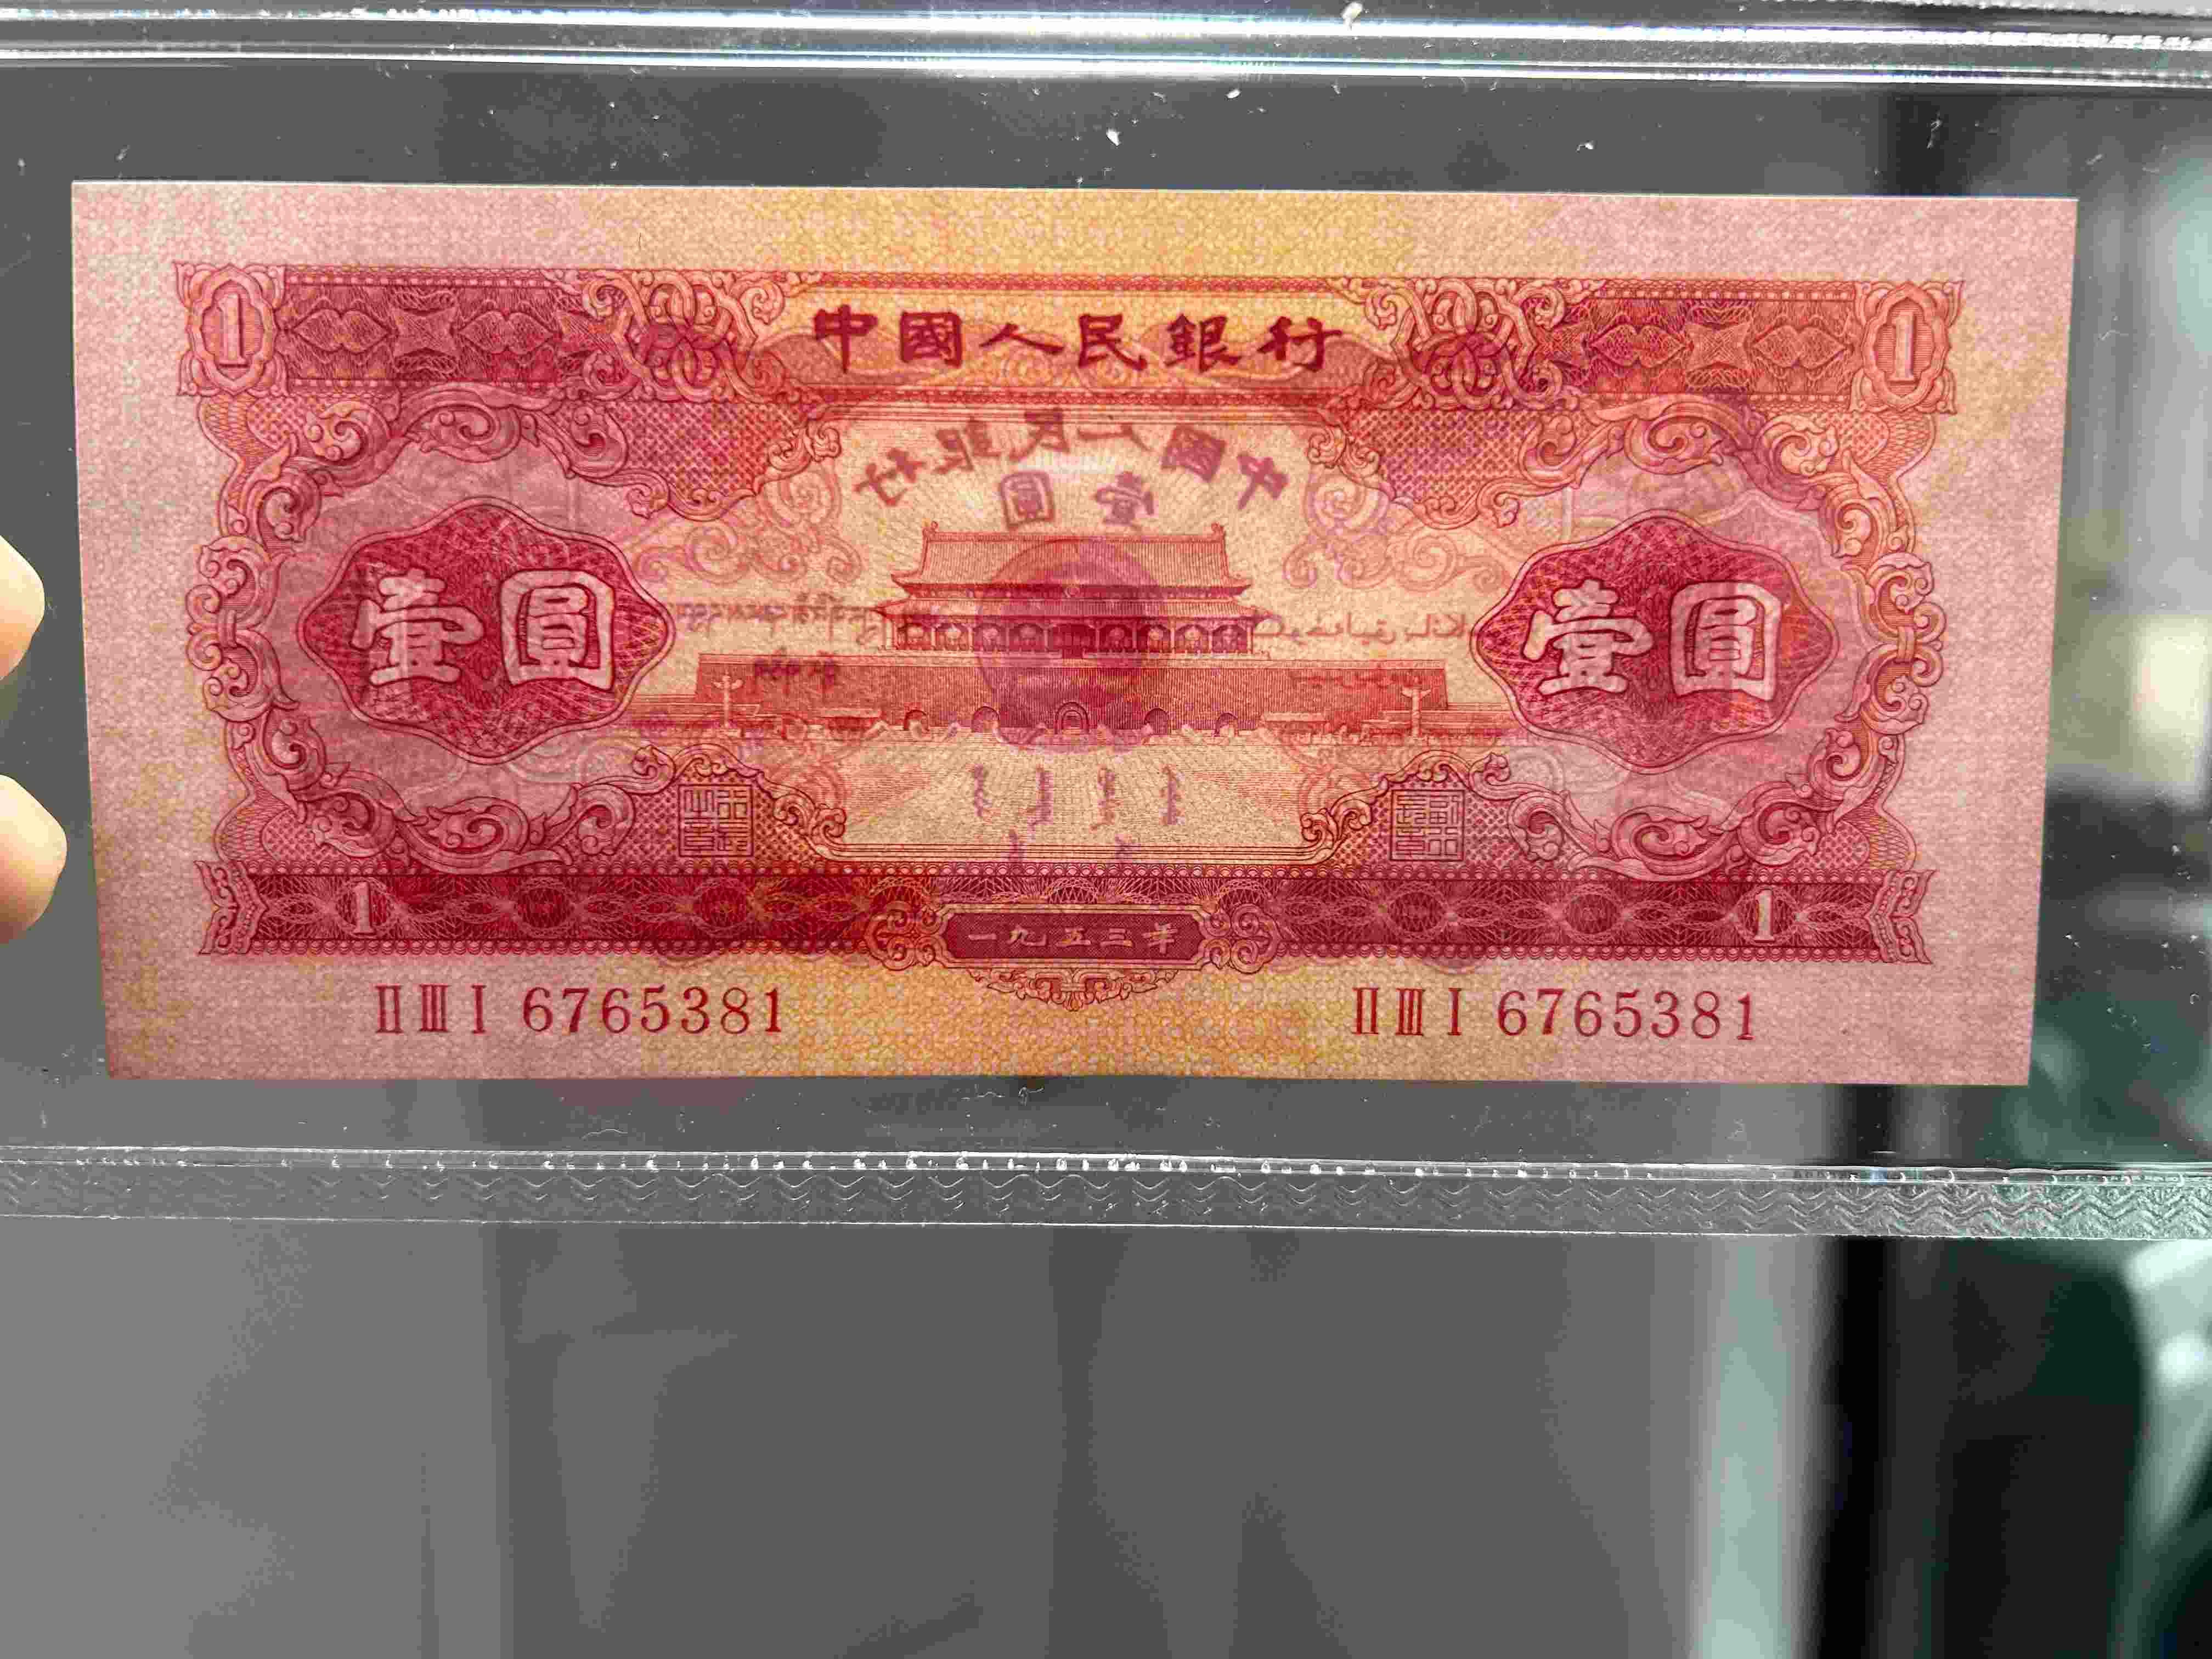 1 中國人民銀行 1
中國人民銀行
壹圓
壹圓 壹圓
1 一九五三年 1
ⅡⅢⅠ 6765381 ⅡⅢⅠ 6765381